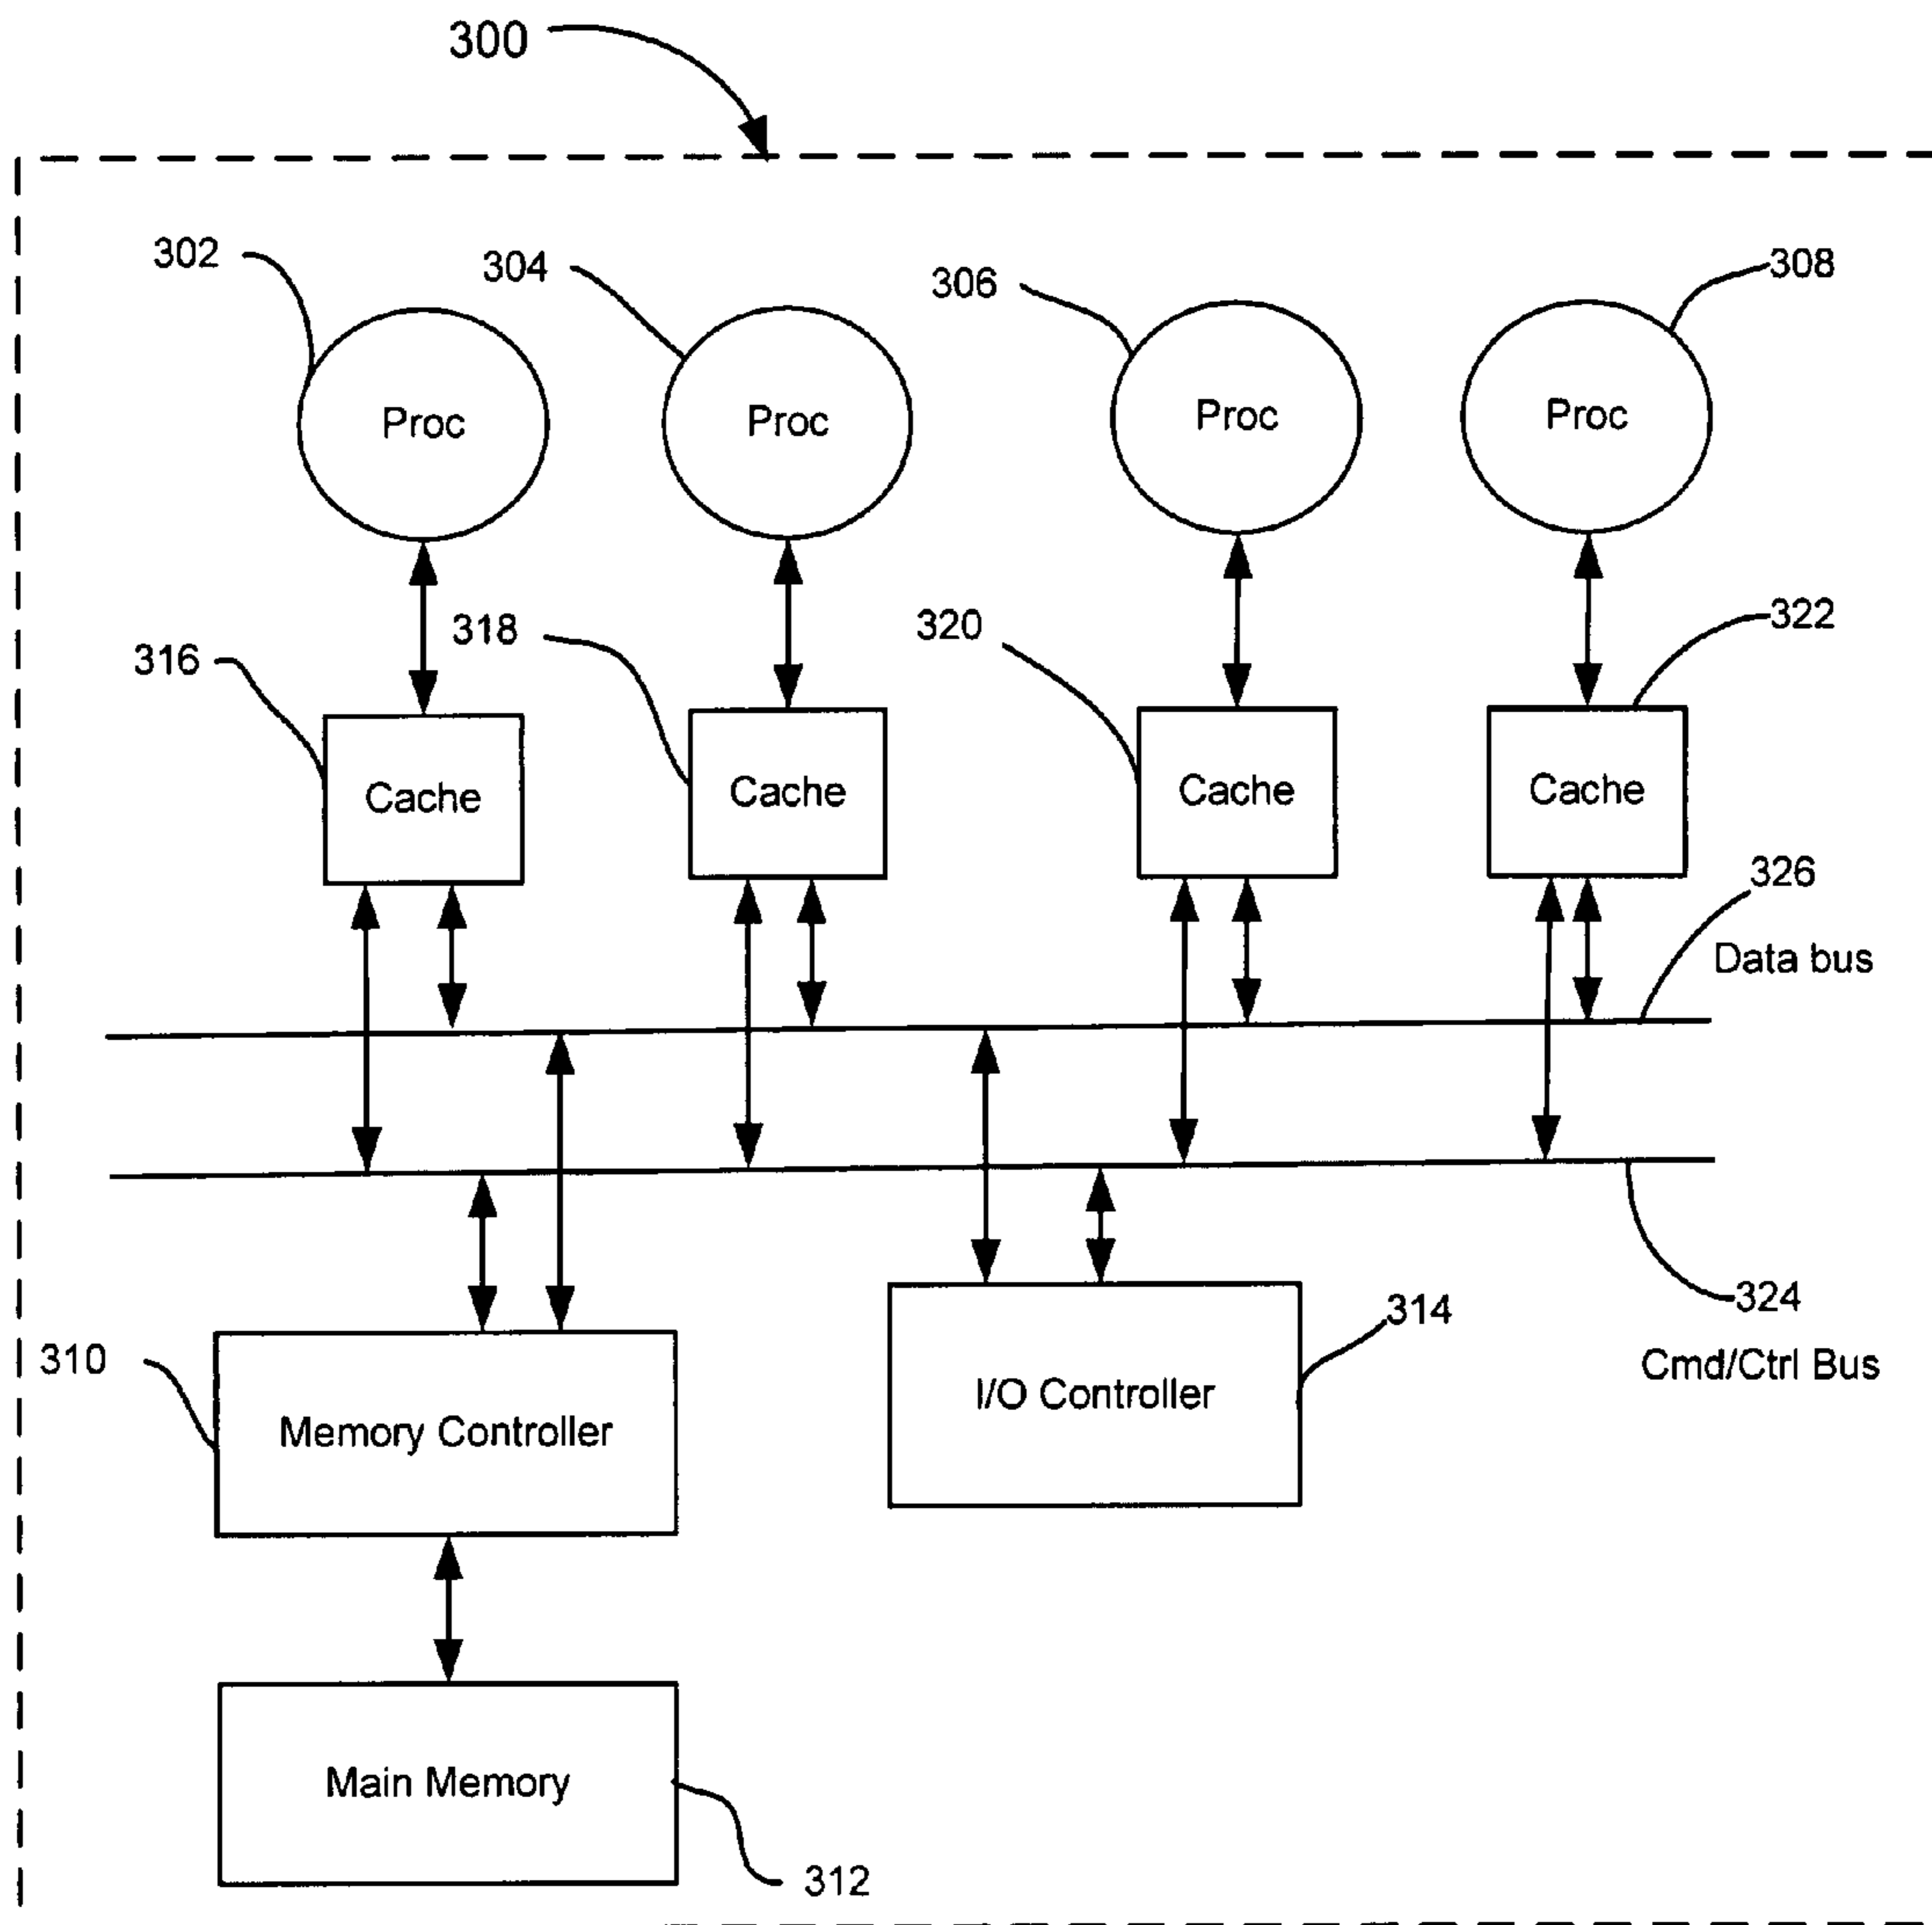 300
302
304
306
308
Proc
Proc
Proc
Proc
316
318
320
322
Cache
Cache
Cache
Cache
326
Data bus
324
Cmd/Ctrl Bus
310
Memory Controller
314
I/O Controller
Main Memory
312